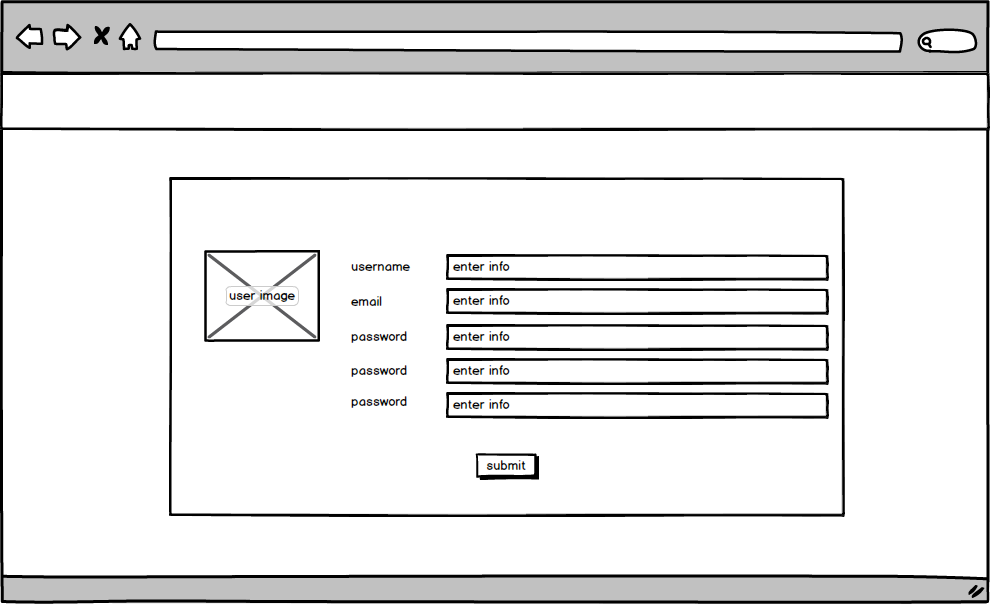 username
enter info
user image
email
enter info
password
enter info
password
enter info
password
enter info
submit